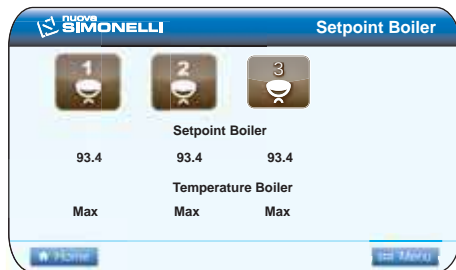 nuova
SIMONELLI
Setpoint Boiler
1 2 3
Setpoint Boiler
93.4 93.4 93.4
Temperature Boiler
Max Max Max
Home Menu